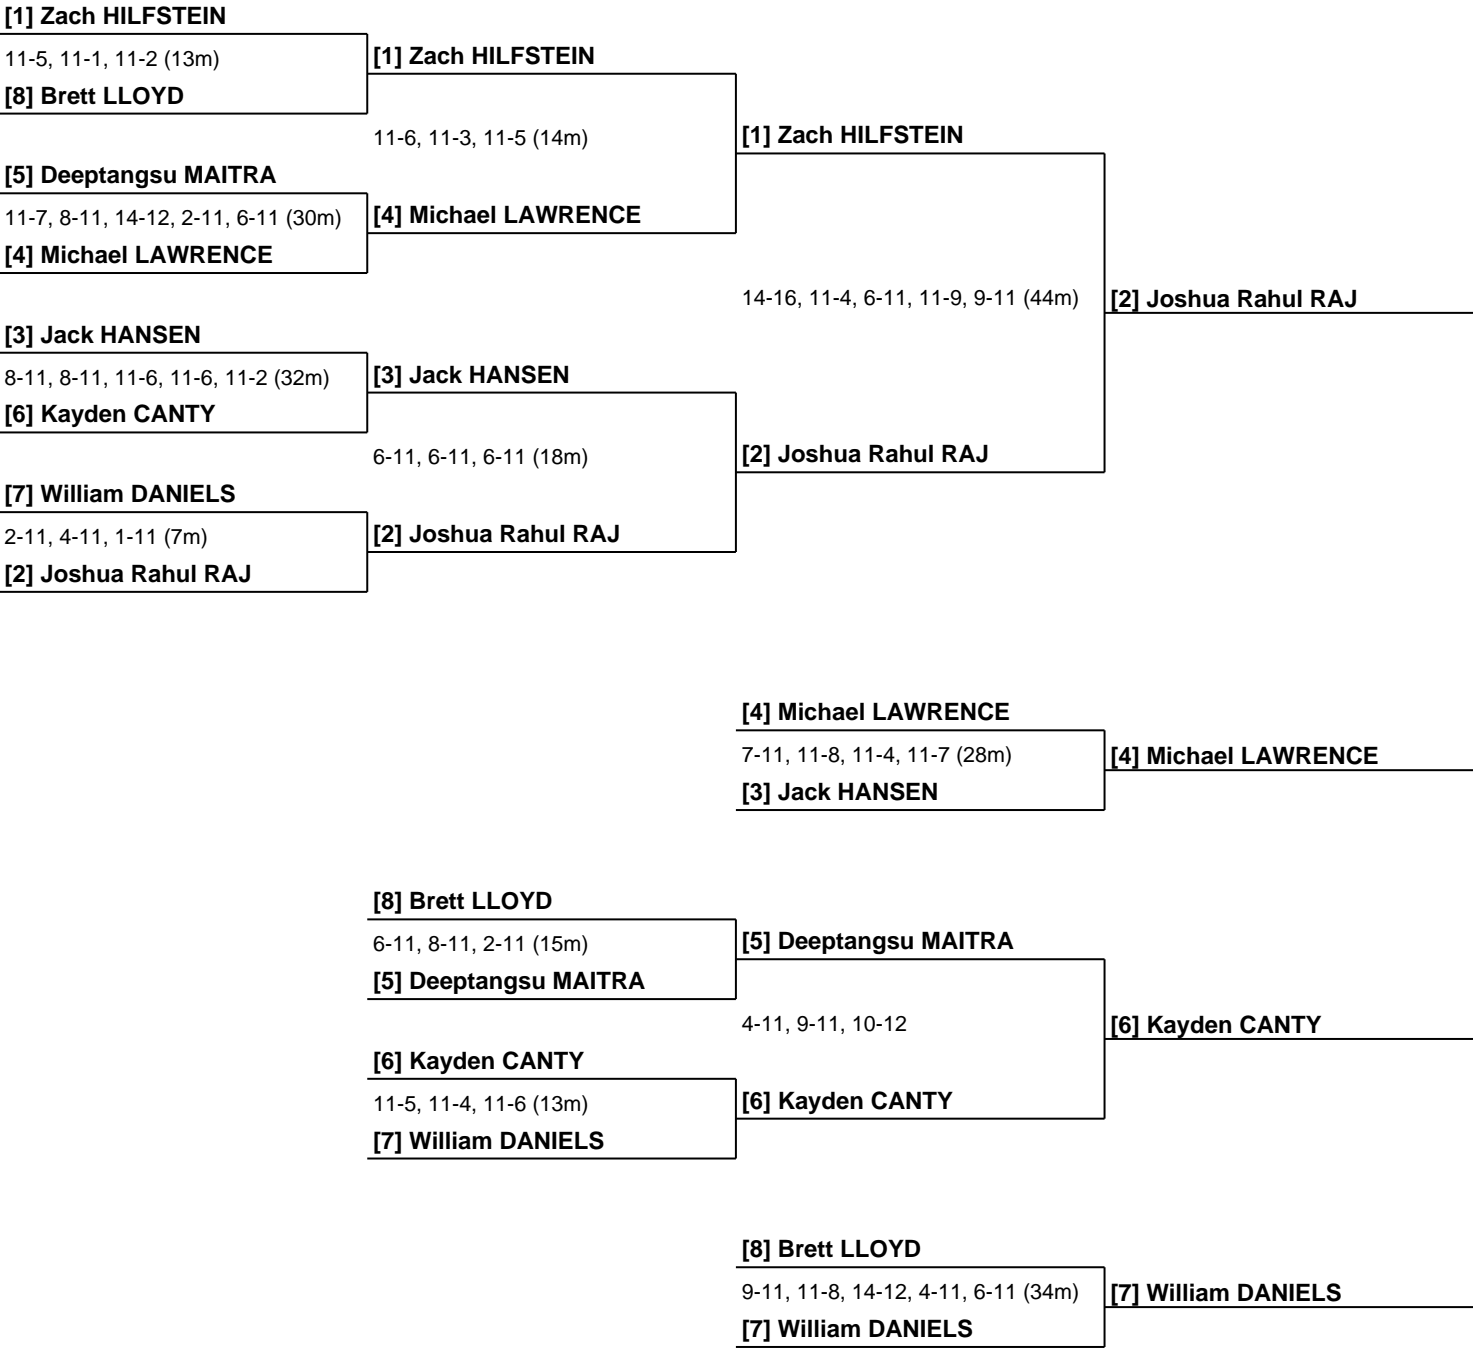 [1] Zach HILFSTEIN
11-5, 11-1, 11-2 (13m)
[8] Brett LLOYD
[1] Zach HILFSTEIN
11-6, 11-3, 11-5 (14m)
[1] Zach HILFSTEIN
[5] Deeptangsu MAITRA
11-7, 8-11, 14-12, 2-11, 6-11 (30m)
[4] Michael LAWRENCE
[4] Michael LAWRENCE
14-16, 11-4, 6-11, 11-9, 9-11 (44m)
[2] Joshua Rahul RAJ
[3] Jack HANSEN
8-11, 8-11, 11-6, 11-6, 11-2 (32m)
[6] Kayden CANTY
[3] Jack HANSEN
6-11, 6-11, 6-11 (18m)
[2] Joshua Rahul RAJ
[7] William DANIELS
2-11, 4-11, 1-11 (7m)
[2] Joshua Rahul RAJ
[2] Joshua Rahul RAJ
[4] Michael LAWRENCE
7-11, 11-8, 11-4, 11-7 (28m)
[3] Jack HANSEN
[4] Michael LAWRENCE
[8] Brett LLOYD
6-11, 8-11, 2-11 (15m)
[5] Deeptangsu MAITRA
[5] Deeptangsu MAITRA
4-11, 9-11, 10-12
[6] Kayden CANTY
[6] Kayden CANTY
11-5, 11-4, 11-6 (13m)
[7] William DANIELS
[6] Kayden CANTY
[8] Brett LLOYD
9-11, 11-8, 14-12, 4-11, 6-11 (34m)
[7] William DANIELS
[7] William DANIELS